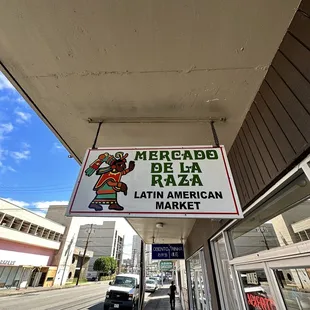 MERCADO
DE LA
RAZA
LATIN AMERICAN
MARKET